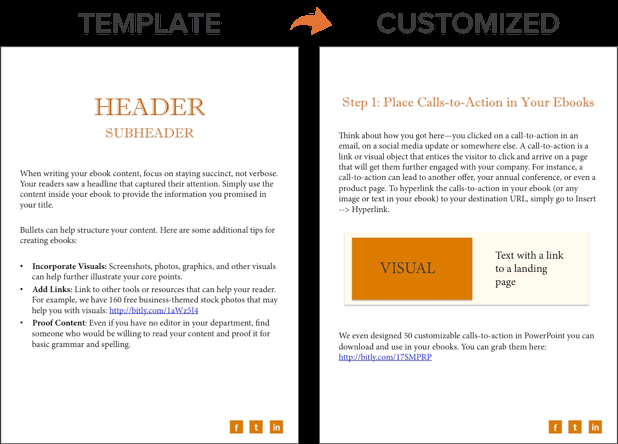 TEMPLATE
CUSTOMIZED
HEADER
SUBHEADER
When writing your ebook content, focus on staying succinct, not verbose.
Your readers saw a headline that captured their attention. Simply use the
content inside your ebook to provide the information you promised in
your title.
Bullets can help structure your content. Here are some additional tips for
creating ebooks:
• Incorporate Visuals: Screenshots, photos, graphics, and other visuals
can help further illustrate your core points.
• Add Links: Link to other tools or resources that can help your reader.
For example, we have 160 free business-themed stock photos that may
help you with visuals: http://bitly.com/1aWz5J4
• Proof Content: Even if you have no editor in your department, find
someone who would be willing to read your content and proof it for
basic grammar and spelling.
f t in
Step 1: Place Calls-to-Action in Your Ebooks
Think about how you got here—you clicked on a call-to-action in an
email, on a social media update or somewhere else. A call-to-action is a
link or visual object that entices the visitor to click and arrive on a page
that will get them further engaged with your company. For instance, a
call-to-action can lead to another offer, your annual conference, or even a
product page. To hyperlink the calls-to-action in your ebook (or any
image or text in your ebook) to your destination URL, simply go to Insert
--> Hyperlink.
VISUAL
Text with a link
to a landing
page
We even designed 50 customizable calls-to-action in PowerPoint you can
download and use in your ebooks. You can grab them here:
http://bitly.com/17SMPRP
f t in